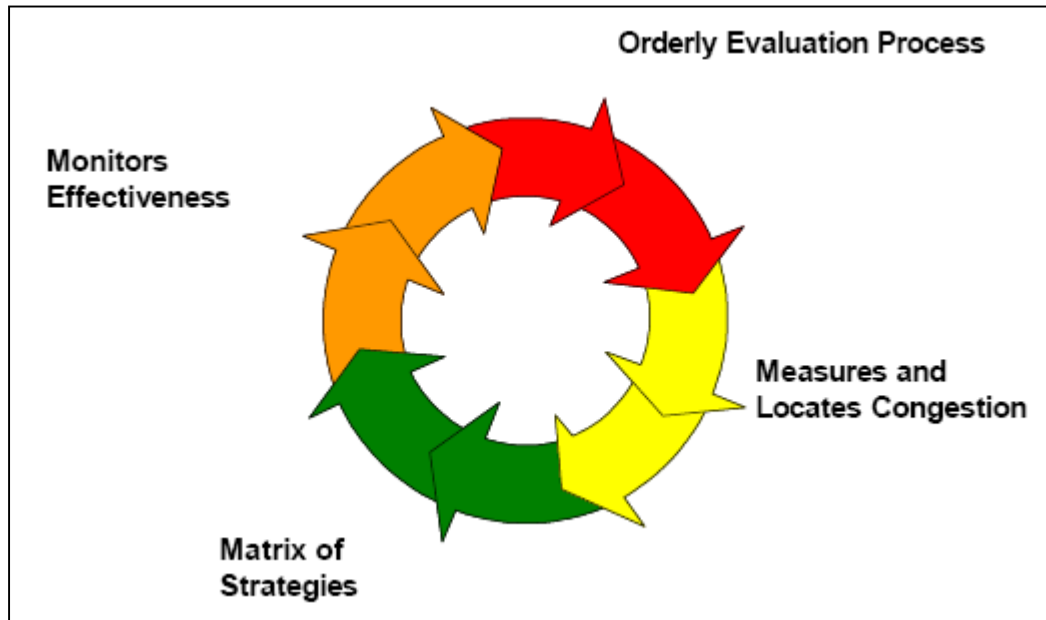 Orderly Evaluation Process
Monitors
Effectiveness
Measures and
Locates Congestion
Matrix of
Strategies